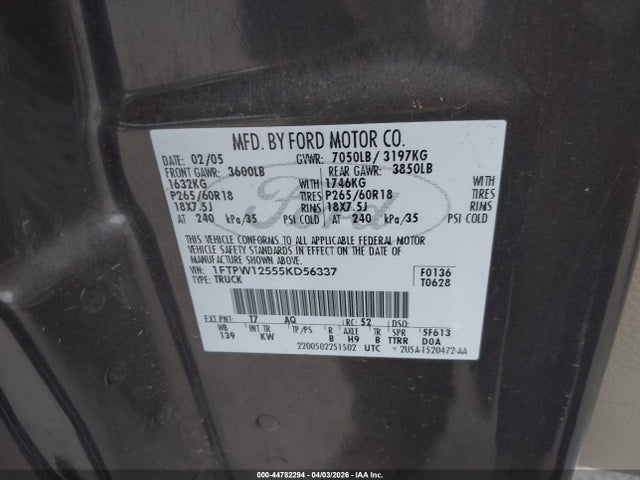 MFD. BY FORD MOTOR CO.
DATE: 02/05 GVWR: 7050LB/ 3197KG
FRONT GAWR: 3600LB REAR GAWR: 3850LB
1632KG WITH 1746KG WITH
P265/60R18 TIRES P265/60R18 TIRES
18X7.5J RIMS 18X7.5J RIMS
AT 240 kPa/35 PSI COLD AT 240 kPa/35 PSI COLD
THIS VEHICLE CONFORMS TO ALL APPLICABLE FEDERAL MOTOR
VEHICLE SAFETY STANDARDS IN EFFECT ON THE DATE OF
MANUFACTURE SHOWN ABOVE.
VIN: 1FTPW12555KD56337 F0136
TYPE: TRUCK T0628
Ford
EXT PNT: T7 AQ RC: 52 DSO:
WB INT TR TP/PS R AXLE TR SPR 5F613
139 KW B H9 B TTRR DOA
2200502251502 UTC 2U5A-1520472-AA
000-44782294 - 04/03/2026 - IAA Inc.